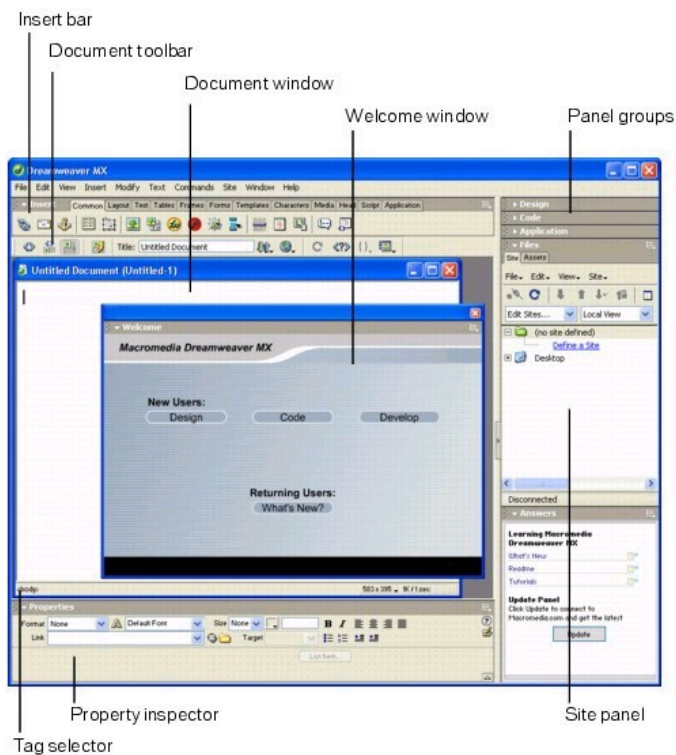 Insert bar
Document toolbar
Document window
Welcome window
Panel groups
Dreamweaver MX
File Edit View Insert Modify Text Commands Site Window Help
Insert Common Layout Text Tables Frames Forms Templates Characters Media Head Script Application
Title: Untitled Document
Untitled Document (Untitled-1)
Welcome
Macromedia Dreamweaver MX
New Users:
Design Code Develop
Returning Users:
What's New?
<body>
583 x 395 1K / 1 sec
Design
Code
Application
Files
Site Assets
File Edit View Site
Edit Sites... Local View
(no site defined)
Define a Site
Desktop
Disconnected
Answers
Learning Macromedia
Dreamweaver MX
What's New
Readme
Tutorials
Update Panel
Click Update to connect to
Macromedia.com and get the latest
Update
Properties
Format None Default Font Size None B I
Link Target
List Item...
Property inspector
Site panel
Tag selector